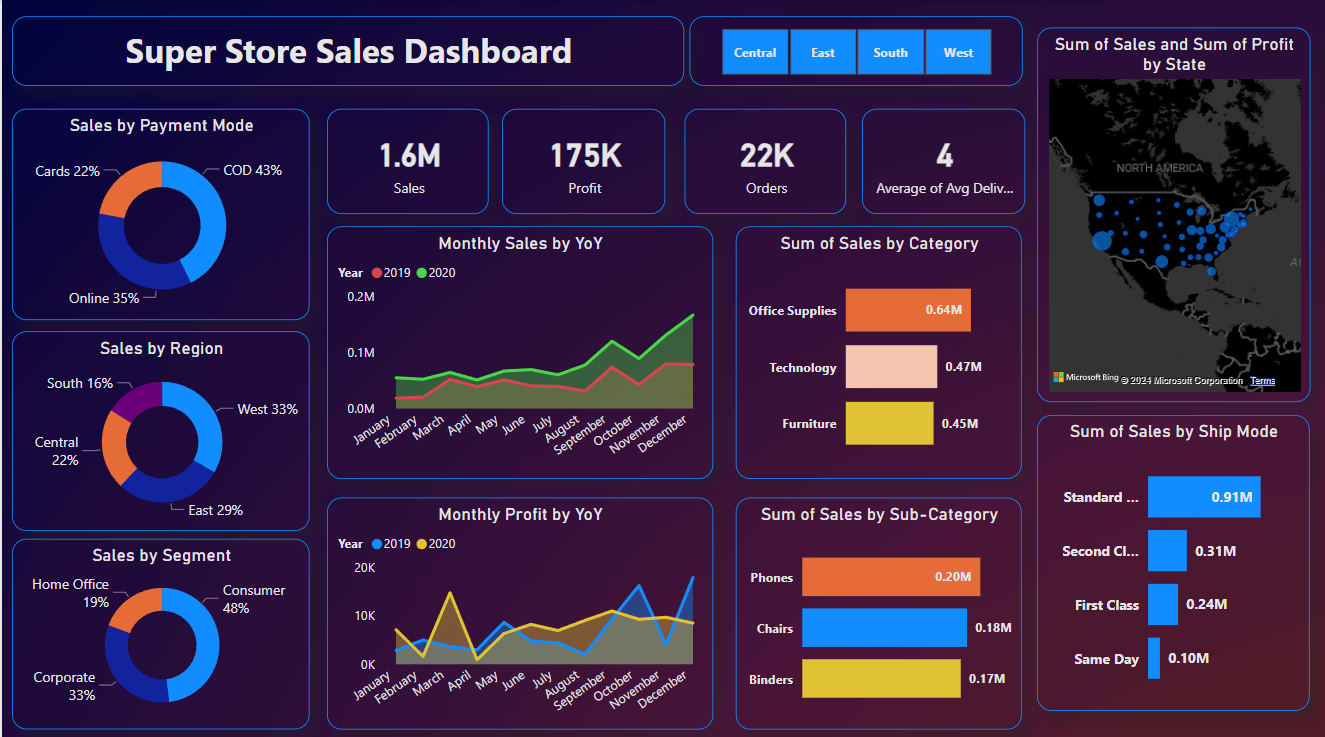 Super Store Sales Dashboard
Central
East
South
West
Sum of Sales and Sum of Profit
by State
NORTH AMERICA
Microsoft Bing
© 2024 Microsoft Corporation
Terms
Sales by Payment Mode
Cards 22%
COD 43%
Online 35%
1.6M
Sales
175K
Profit
22K
Orders
4
Average of Avg Deliv...
Sales by Region
South 16%
West 33%
Central
22%
East 29%
Monthly Sales by YoY
Year 2019 2020
0.2M
0.1M
0.0M
January
February
March
April
May
June
July
August
September
October
November
December
Sum of Sales by Category
Office Supplies 0.64M
Technology 0.47M
Furniture 0.45M
Sum of Sales by Ship Mode
Standard ... 0.91M
Second Cl... 0.31M
First Class 0.24M
Same Day 0.10M
Sales by Segment
Home Office
19%
Consumer
48%
Corporate
33%
Monthly Profit by YoY
Year 2019 2020
20K
10K
0K
January
February
March
April
May
June
July
August
September
October
November
December
Sum of Sales by Sub-Category
Phones 0.20M
Chairs 0.18M
Binders 0.17M